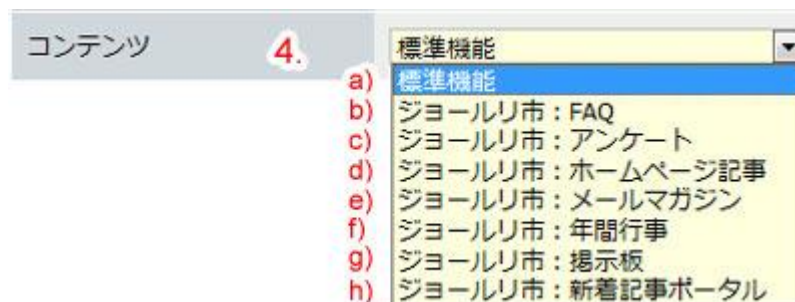 コンテンツ 4. 標準機能
a) 標準機能
b) ジョールリ市：FAQ
c) ジョールリ市：アンケート
d) ジョールリ市：ホームページ記事
e) ジョールリ市：メールマガジン
f) ジョールリ市：年間行事
g) ジョールリ市：掲示板
h) ジョールリ市：新着記事ポータル